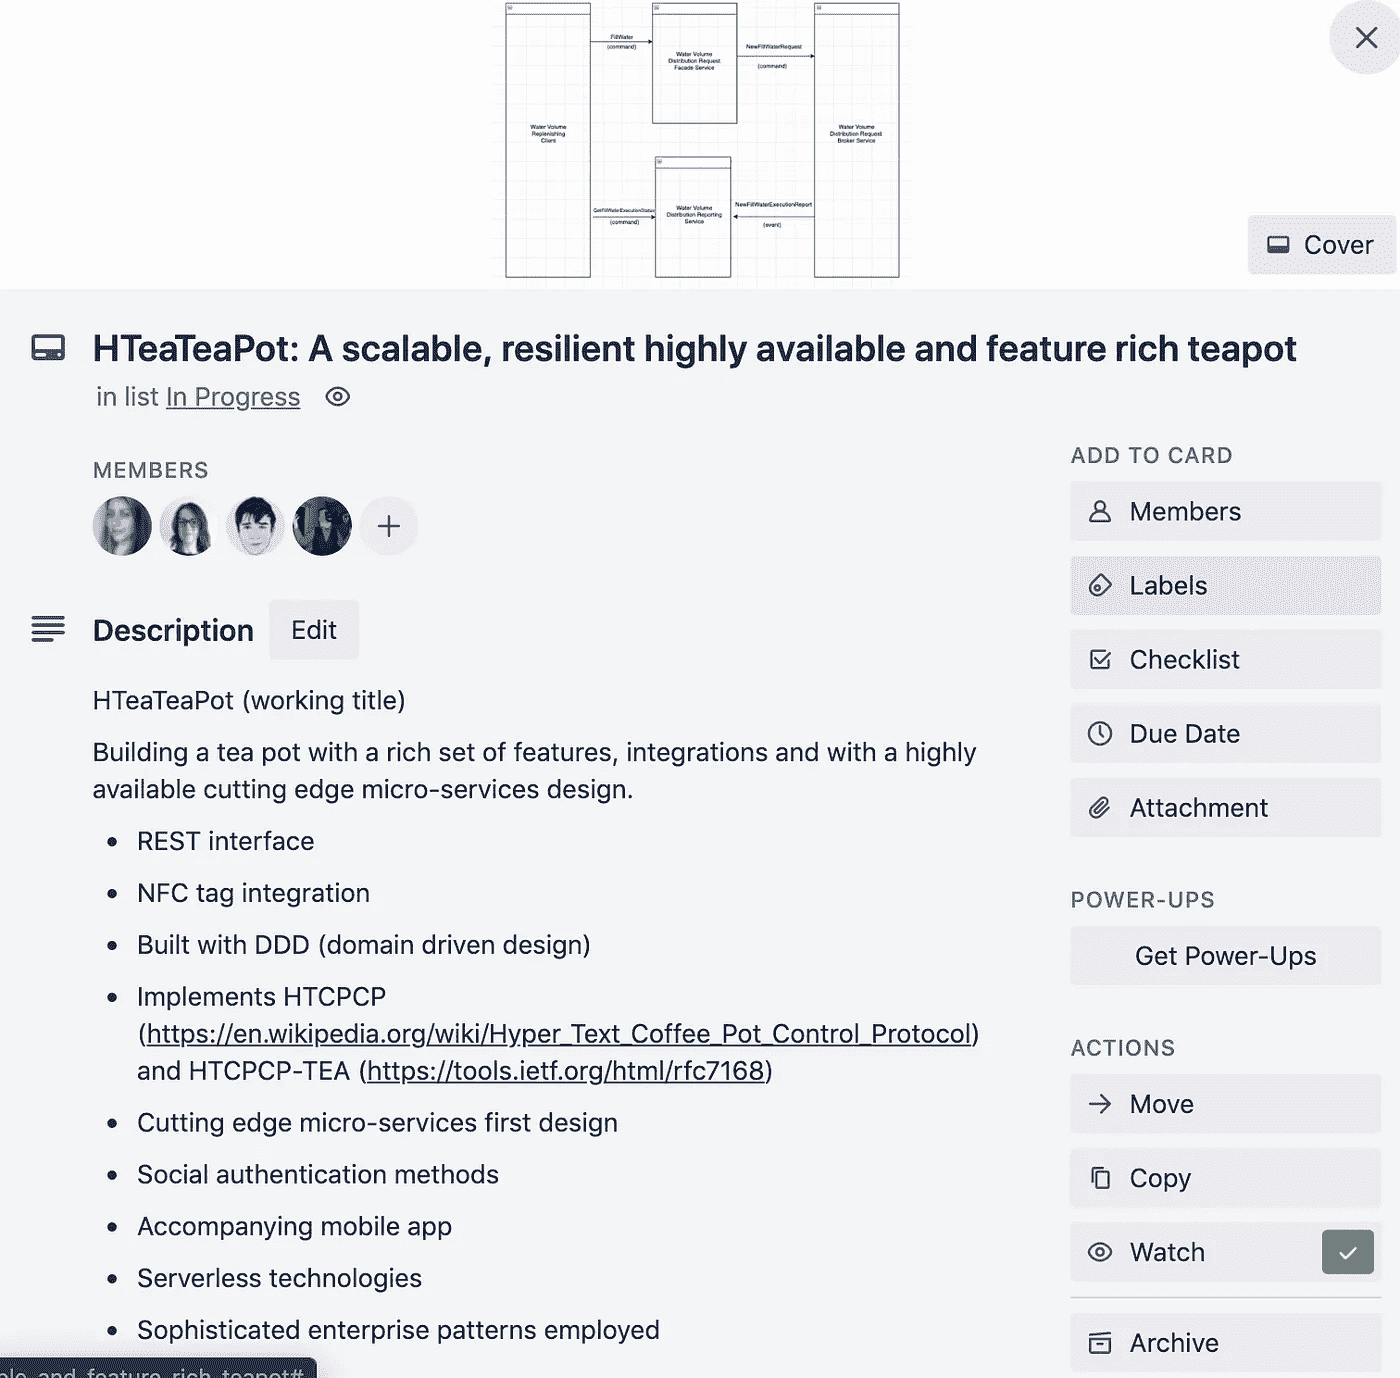 FillWater
(command)
Water Volume
Distribution Request
Facade Service
NewFillWaterRequest
(command)
Water Volume
Replenishing
Client
Water Volume
Distribution Request
Broker Service
GetFillWaterExecutionStatus
(command)
Water Volume
Distribution Reporting
Service
NewFillWaterExecutionReport
(event)
Cover
HTeaTeaPot: A scalable, resilient highly available and feature rich teapot
in list In Progress
MEMBERS
Description Edit
HTeaTeaPot (working title)
Building a tea pot with a rich set of features, integrations and with a highly
available cutting edge micro-services design.
• REST interface
• NFC tag integration
• Built with DDD (domain driven design)
• Implements HTCPCP
(https://en.wikipedia.org/wiki/Hyper_Text_Coffee_Pot_Control_Protocol)
and HTCPCP-TEA (https://tools.ietf.org/html/rfc7168)
• Cutting edge micro-services first design
• Social authentication methods
• Accompanying mobile app
• Serverless technologies
• Sophisticated enterprise patterns employed
ADD TO CARD
Members
Labels
Checklist
Due Date
Attachment
POWER-UPS
Get Power-Ups
ACTIONS
Move
Copy
Watch
Archive